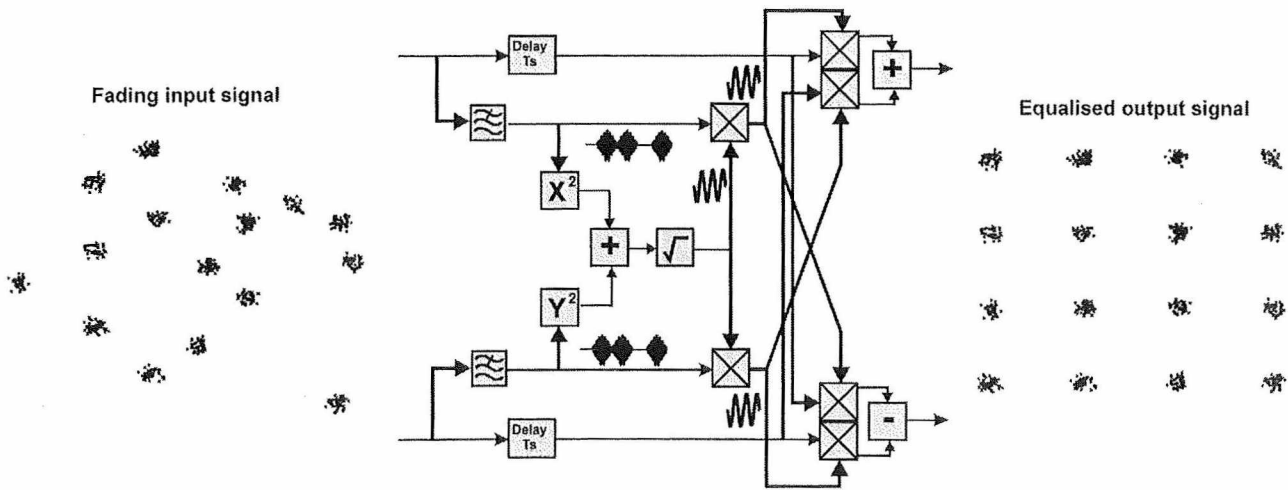 Delay
Ts
Fading input signal
Equalised output signal
X²
+
+
√
Y²
Delay
Ts
-